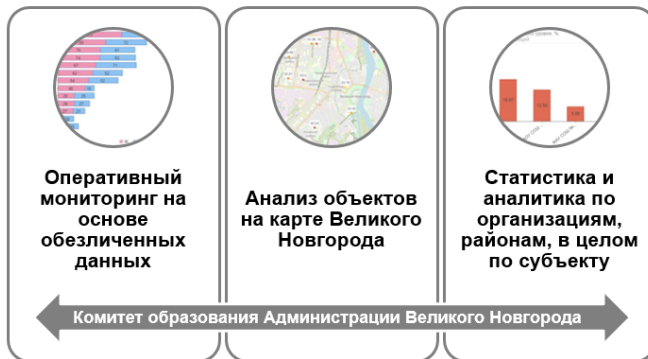 Оперативный
мониторинг на
основе
обезличенных
данных
Анализ объектов
на карте Великого
Новгорода
Статистика и
аналитика по
организациям,
районам, в целом
по субъекту
Комитет образования Администрации Великого Новгорода